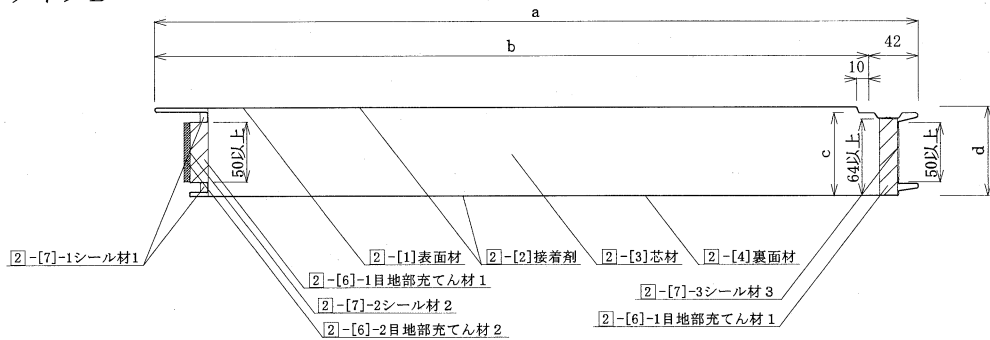 a
b
42
10
50以上
c
64以上
50以上
d
2-[7]-1シール材1
2-[1]表面材
2-[2]接着剤
2-[3]芯材
2-[4]裏面材
2-[6]-1目地部充てん材1
2-[7]-3シール材3
2-[7]-2シール材2
2-[6]-1目地部充てん材1
2-[6]-2目地部充てん材2